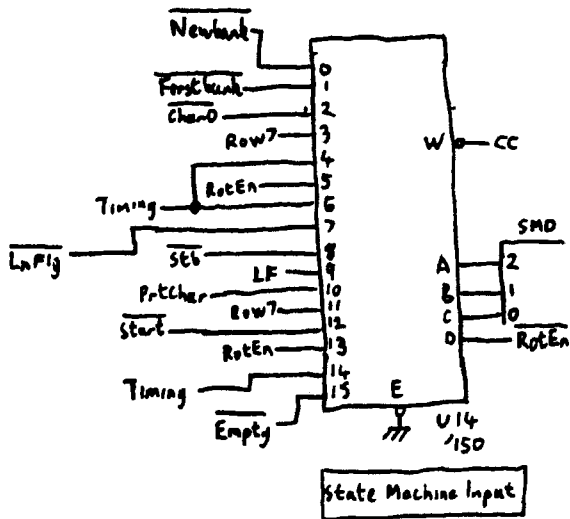 Newbank
0
Firstbank 1
Char0 2
Row7 3
4
RotEn 5
Timing 6
7
LnFlg
Stb 8
LF 9
PrtChar 10
Row7 11
Start 12
RotEn 13
Timing 14
Empty 15
W CC
SMD
A 2
B 1
C 0
D RotEn
E
U14
'150
State Machine Input